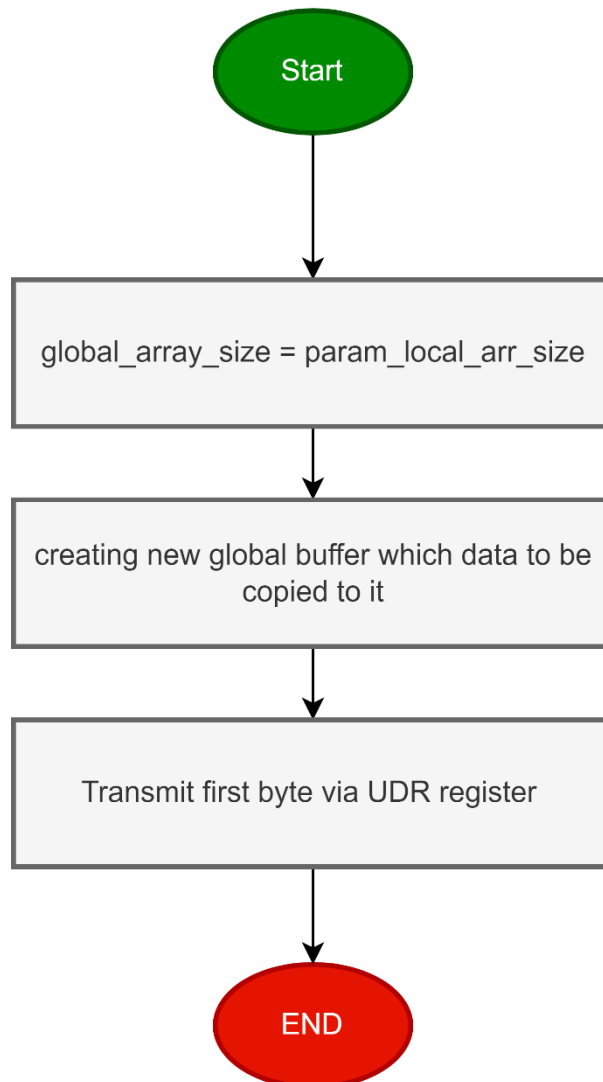 Start
global_array_size = param_local_arr_size
creating new global buffer which data to be
copied to it
Transmit first byte via UDR register
END